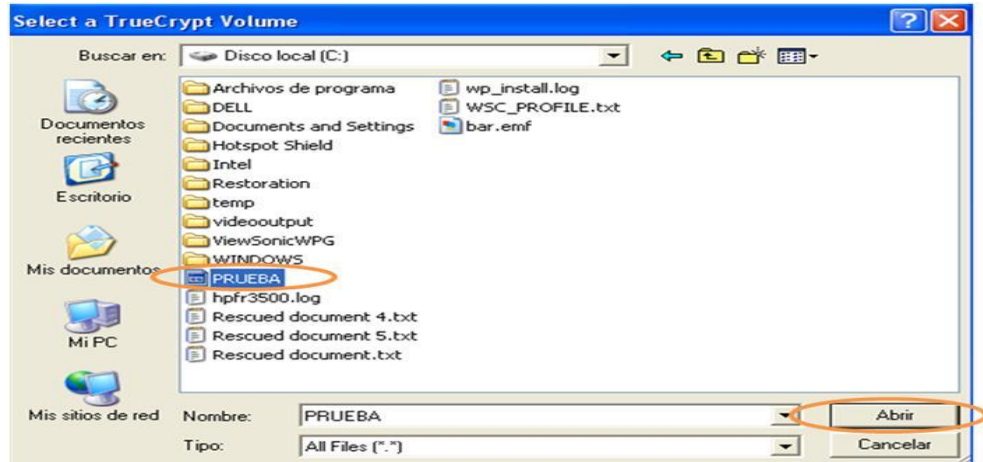 Select a TrueCrypt Volume
Buscar en:
Disco local (C:)
Documentos
recientes
Escritorio
Mis documentos
Mi PC
Mis sitios de red
Archivos de programa
DELL
Documents and Settings
Hotspot Shield
Intel
Restoration
temp
videooutput
ViewSonicWPG
WINDOWS
PRUEBA
hpfr3500.log
Rescued document 4.txt
Rescued document 5.txt
Rescued document.txt
wp_install.log
WSC_PROFILE.txt
bar.emf
Nombre:
PRUEBA
Abrir
Tipo:
All Files (*.*)
Cancelar